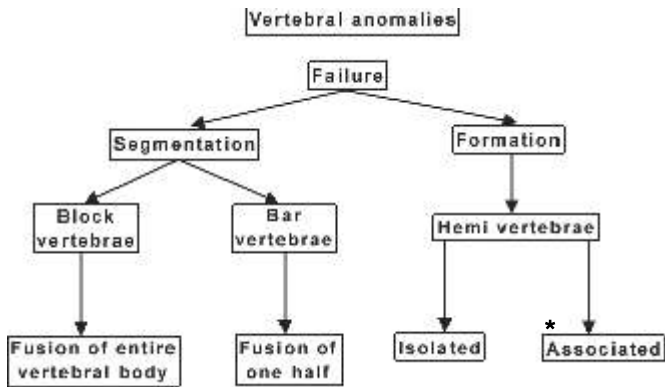 Vertebral anomalies
Failure
Segmentation
Formation
Block
vertebrae
Bar
vertebrae
Hemi vertebrae
Fusion of entire
vertebral body
Fusion of
one half
Isolated
*
Associated